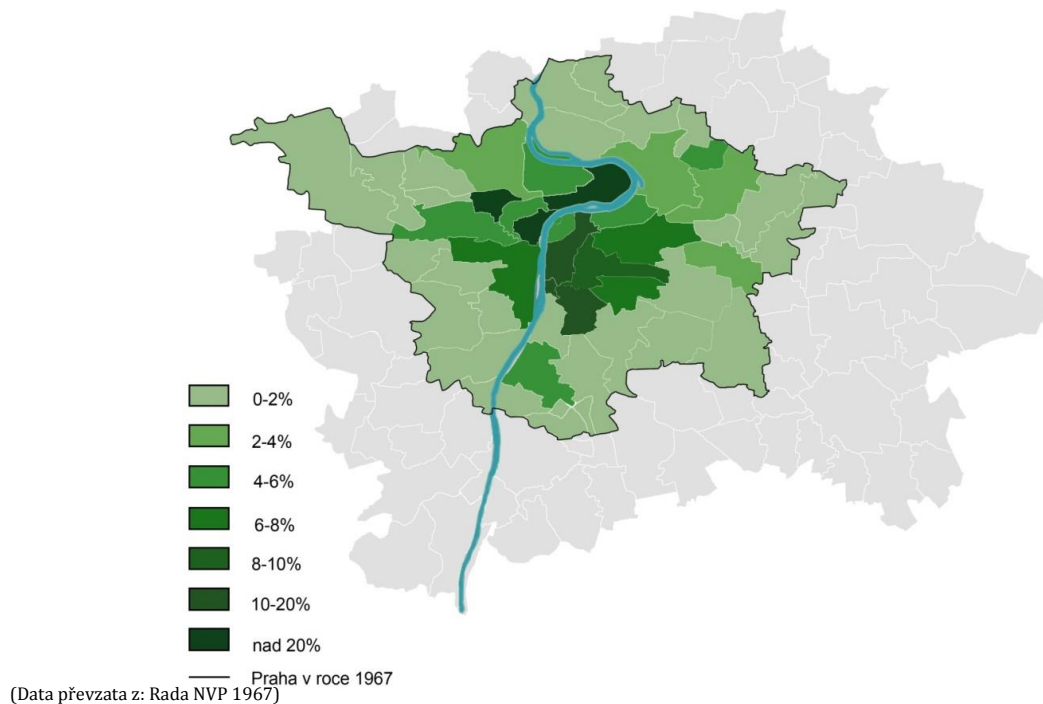 0-2%
2-4%
4-6%
6-8%
8-10%
10-20%
nad 20%
Praha v roce 1967
(Data převzata z: Rada NVP 1967)